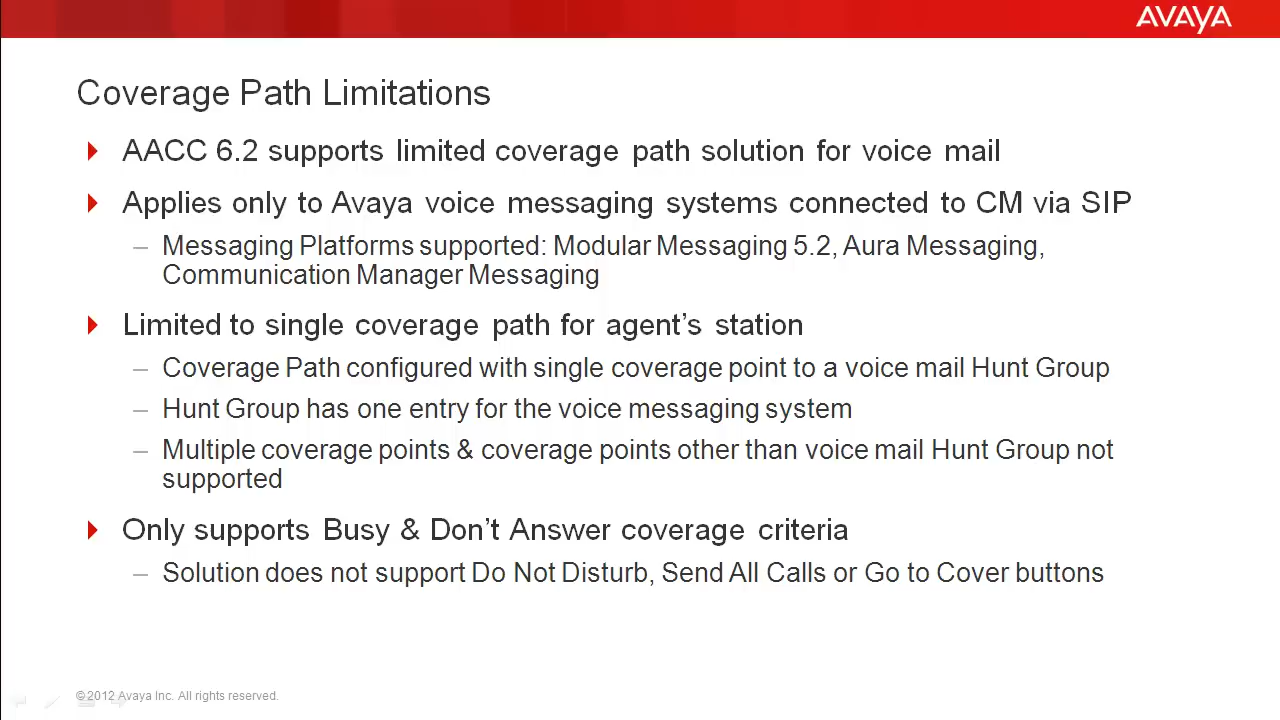 AVAYA
Coverage Path Limitations
AACC 6.2 supports limited coverage path solution for voice mail
Applies only to Avaya voice messaging systems connected to CM via SIP
– Messaging Platforms supported: Modular Messaging 5.2, Aura Messaging,
Communication Manager Messaging
Limited to single coverage path for agent’s station
– Coverage Path configured with single coverage point to a voice mail Hunt Group
– Hunt Group has one entry for the voice messaging system
– Multiple coverage points & coverage points other than voice mail Hunt Group not
supported
Only supports Busy & Don’t Answer coverage criteria
– Solution does not support Do Not Disturb, Send All Calls or Go to Cover buttons
©2012 Avaya Inc. All rights reserved.